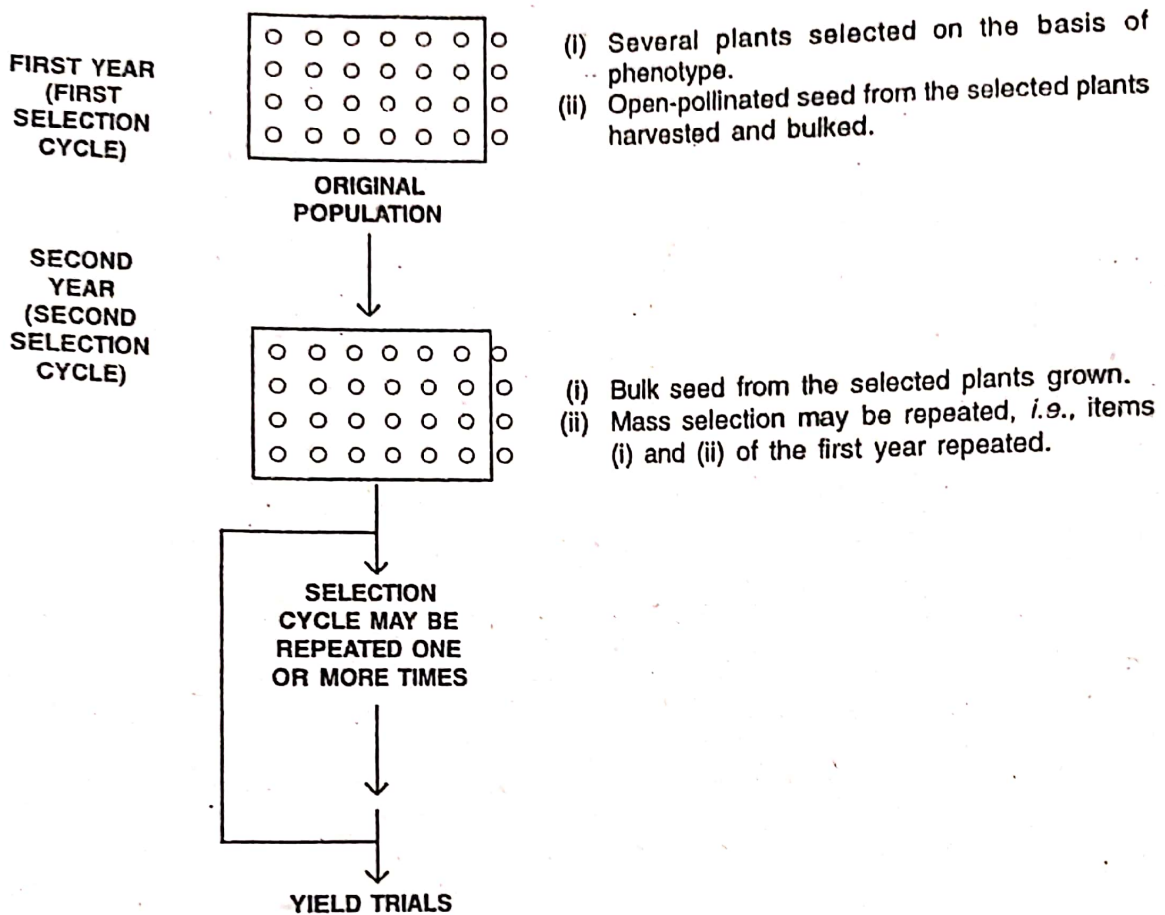 FIRST YEAR
(FIRST
SELECTION
CYCLE)
ORIGINAL
POPULATION
(i) Several plants selected on the basis of
phenotype.
(ii) Open-pollinated seed from the selected plants
harvested and bulked.
SECOND
YEAR
(SECOND
SELECTION
CYCLE)
(i) Bulk seed from the selected plants grown.
(ii) Mass selection may be repeated, i.e., items
(i) and (ii) of the first year repeated.
SELECTION
CYCLE MAY BE
REPEATED ONE
OR MORE TIMES
YIELD TRIALS